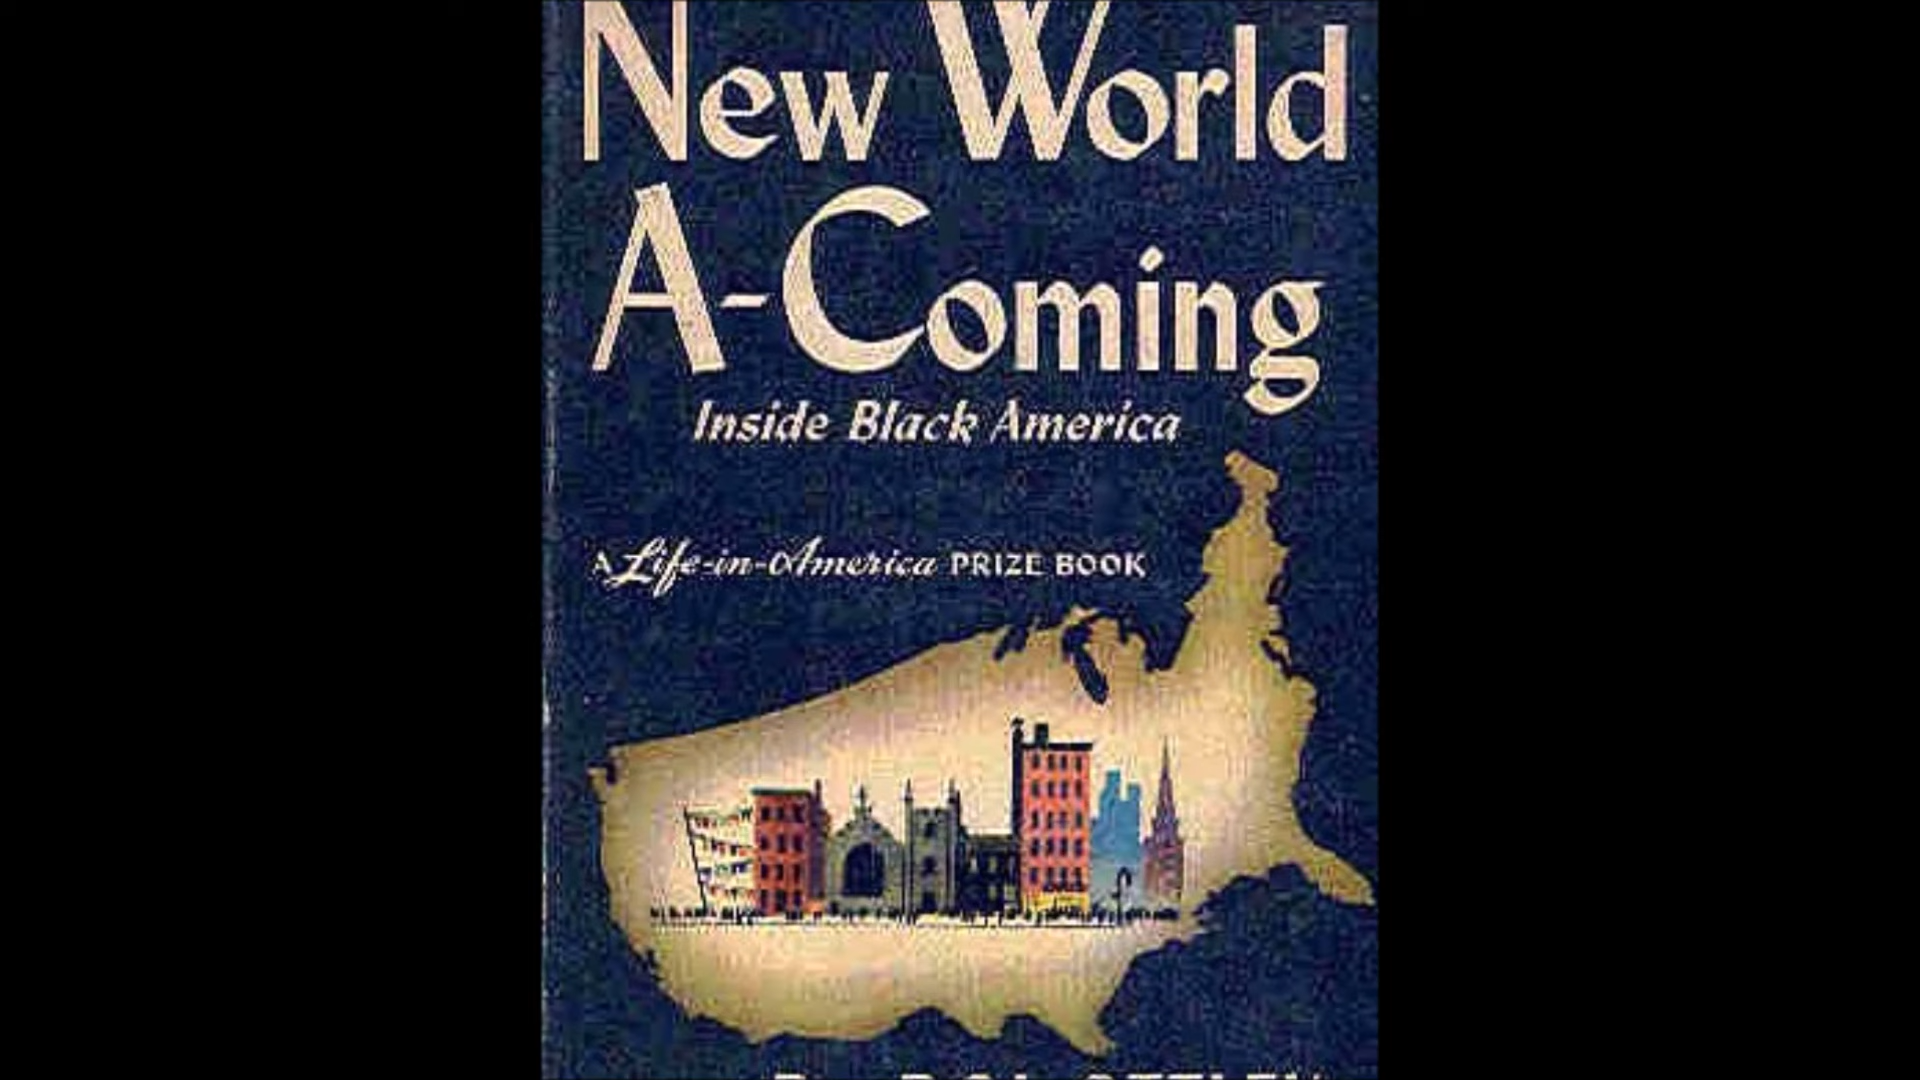 New World
A-Coming
Inside Black America
A Life-in-America PRIZE BOOK